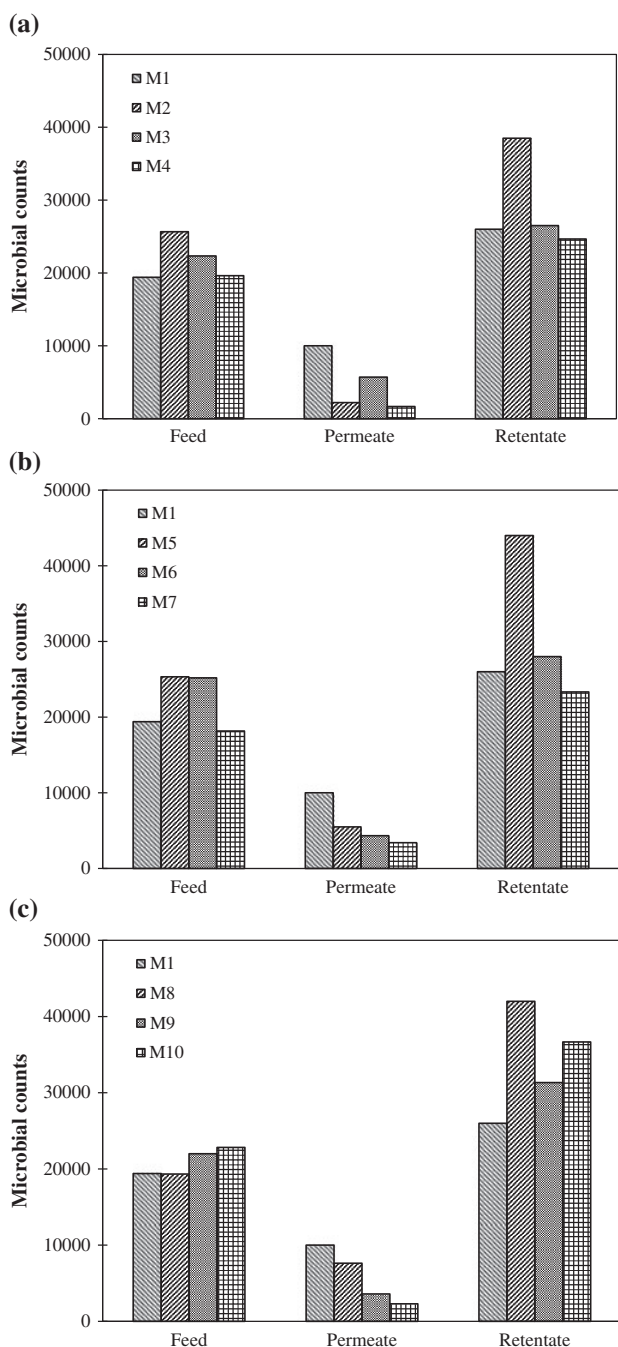 (a)
Microbial counts
50000
40000
30000
20000
10000
0
M1
M2
M3
M4
Feed Permeate Retentate
(b)
Microbial counts
50000
40000
30000
20000
10000
0
M1
M5
M6
M7
Feed Permeate Retentate
(c)
Microbial counts
50000
40000
30000
20000
10000
0
M1
M8
M9
M10
Feed Permeate Retentate